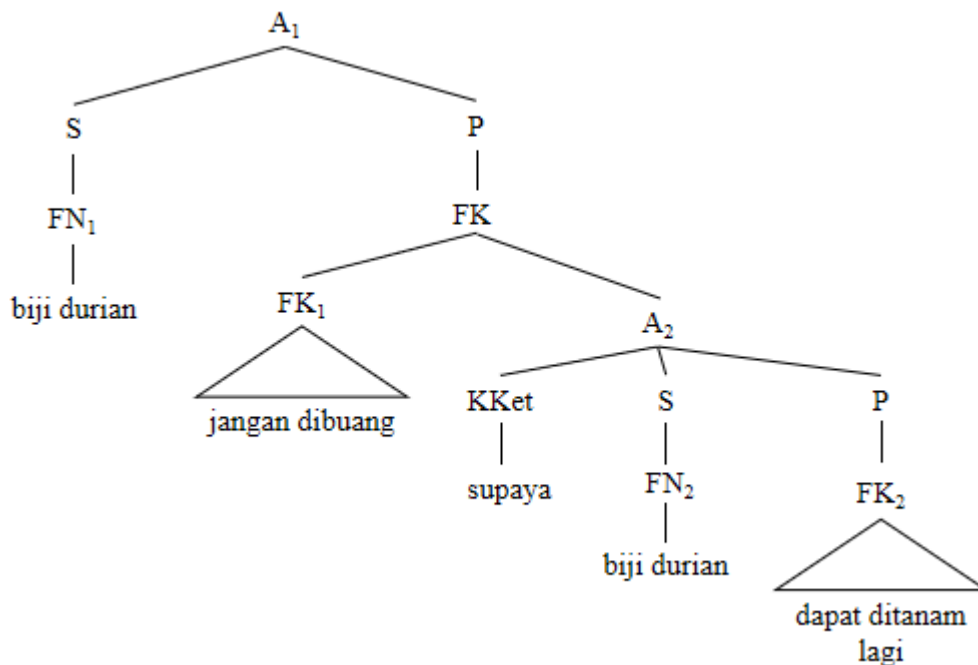 A₁
S P
FN₁ FK
biji durian
FK₁ A₂
jangan dibuang
KKet S P
supaya FN₂ FK₂
biji durian
dapat ditanam
lagi